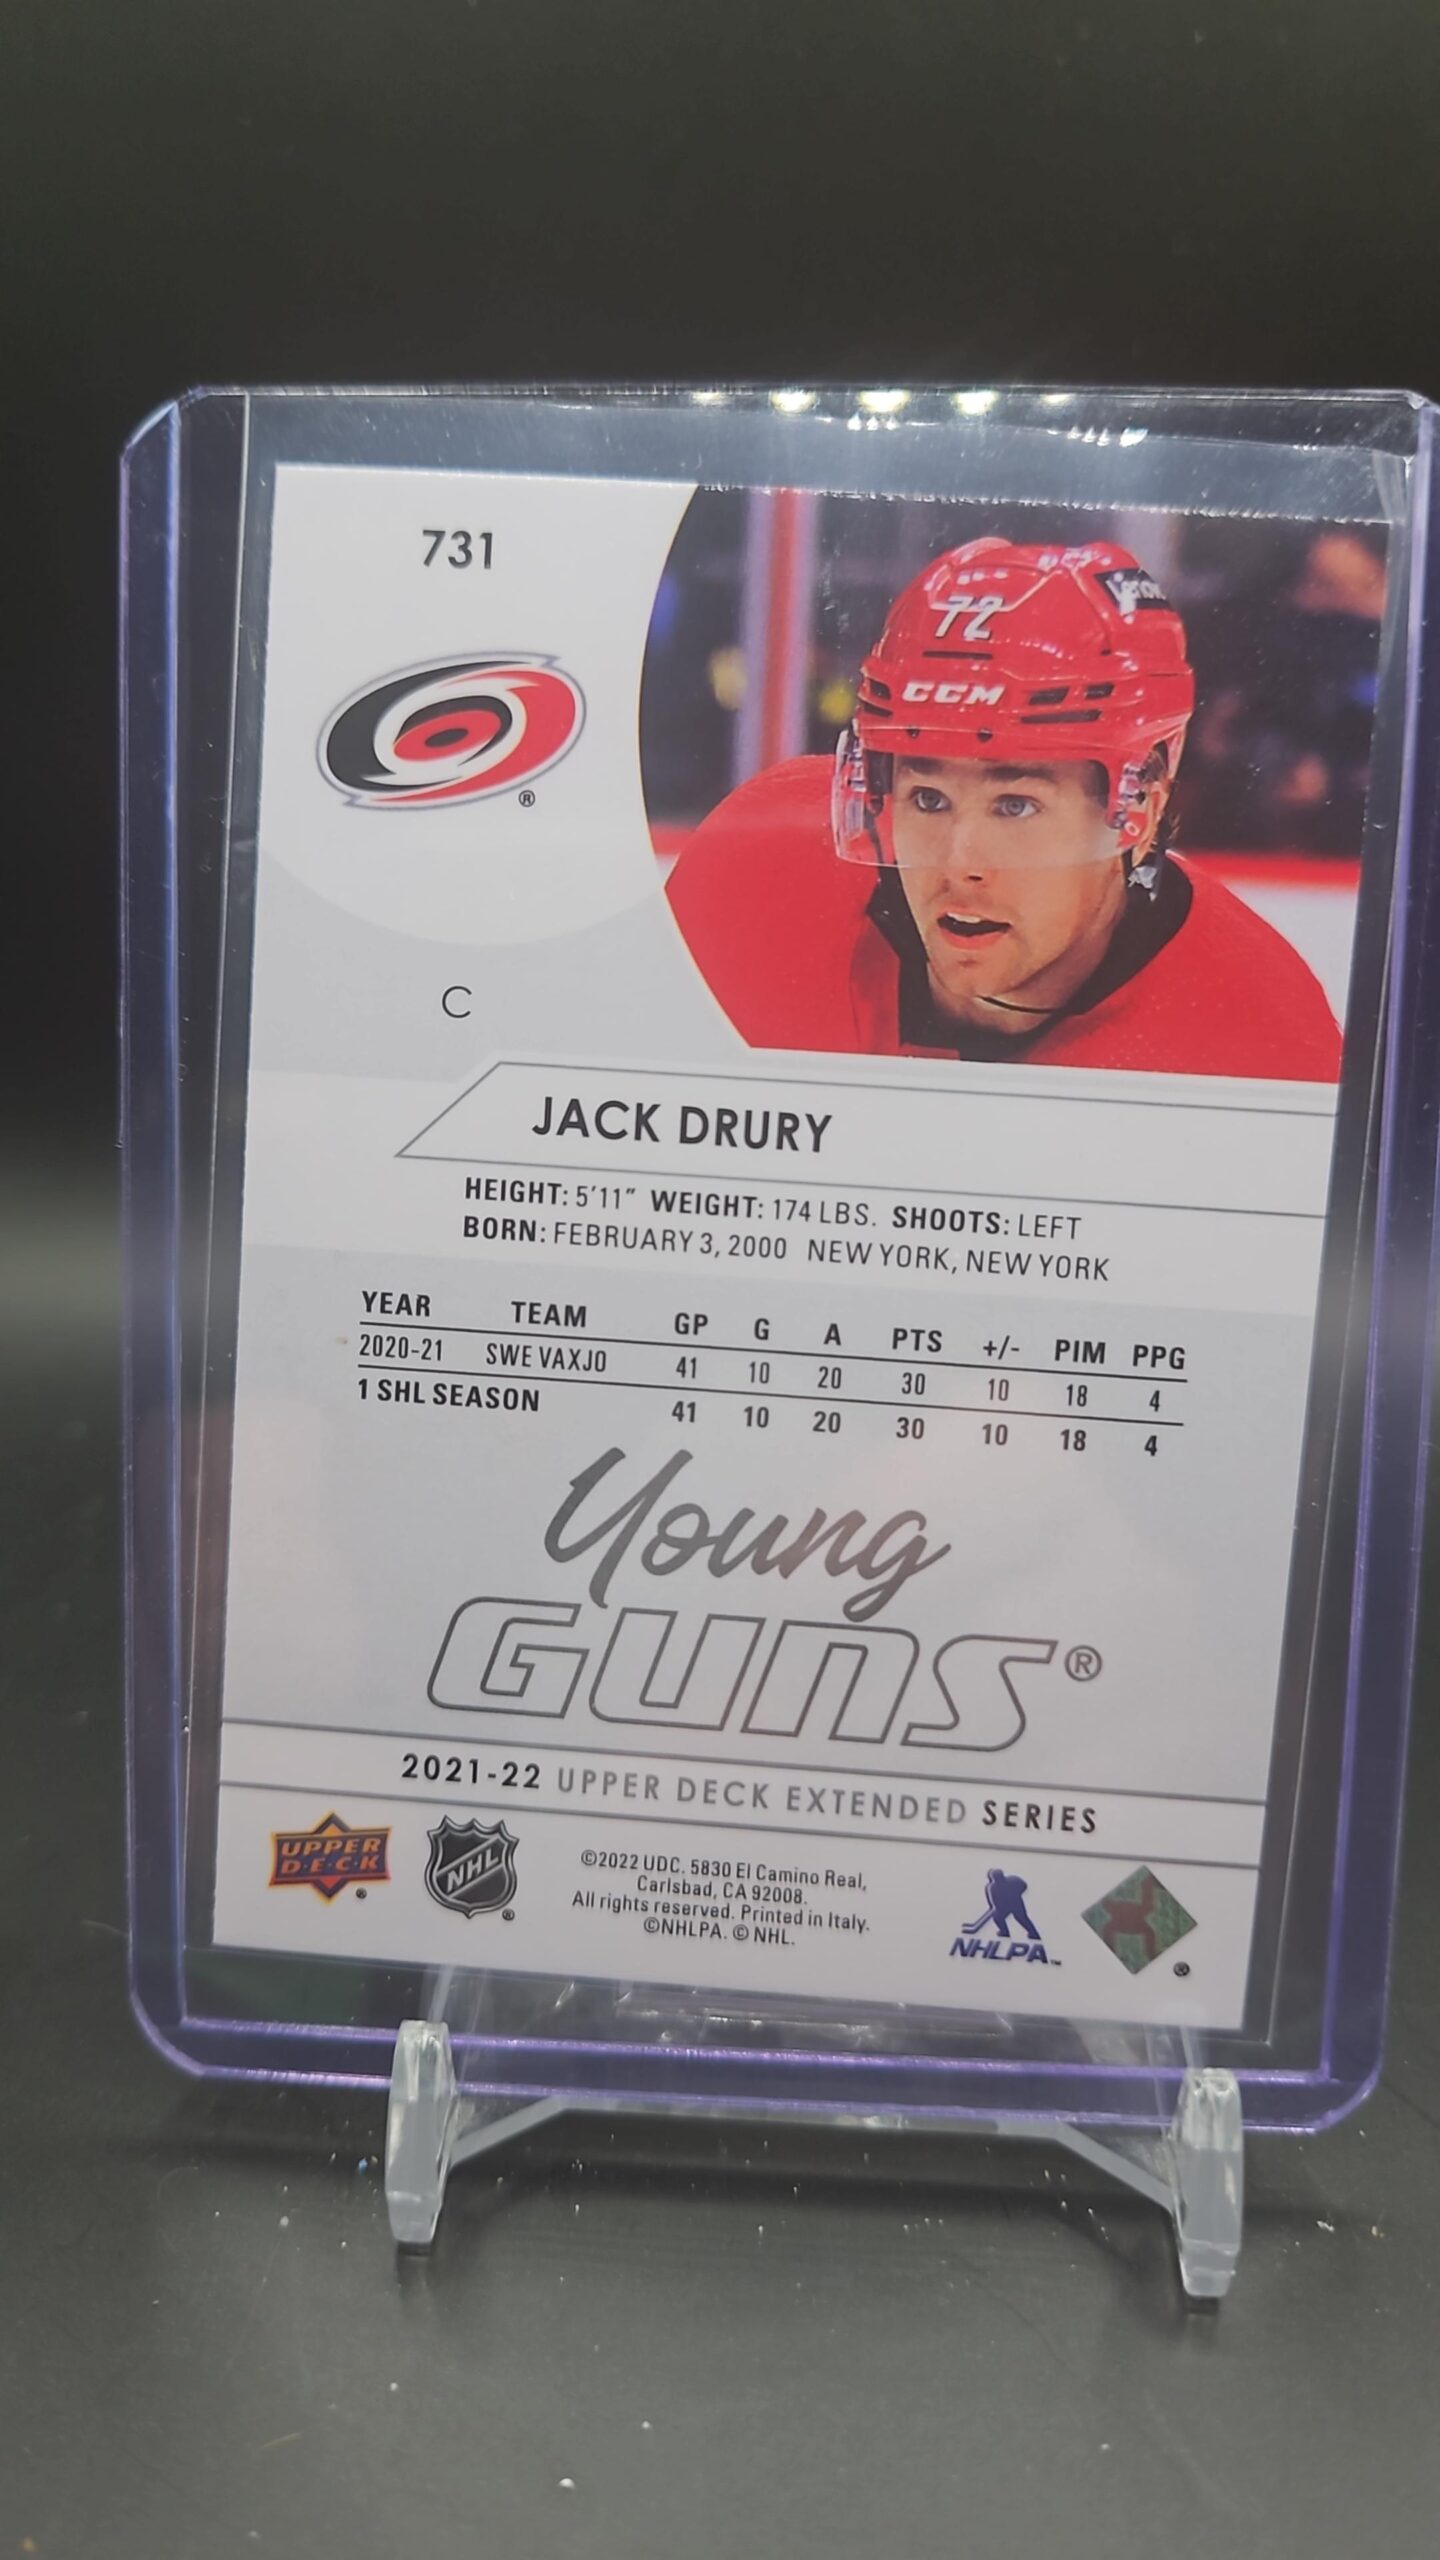 731
72
Lenovo
CCM
®
C
JACK DRURY
HEIGHT: 5'11" WEIGHT: 174 LBS. SHOOTS: LEFT
BORN: FEBRUARY 3, 2000 NEW YORK, NEW YORK
YEAR TEAM GP G A PTS +/- PIM PPG
2020-21 SWE VAXJO 41 10 20 30 10 18 4
1 SHL SEASON 41 10 20 30 10 18 4
Young
GUNS®
2021-22 UPPER DECK EXTENDED SERIES
UPPER
D·E·C·K
®
NHL
®
©2022 UDC. 5830 El Camino Real,
Carlsbad, CA 92008.
All rights reserved. Printed in Italy.
©NHLPA. © NHL.
NHLPA™
®